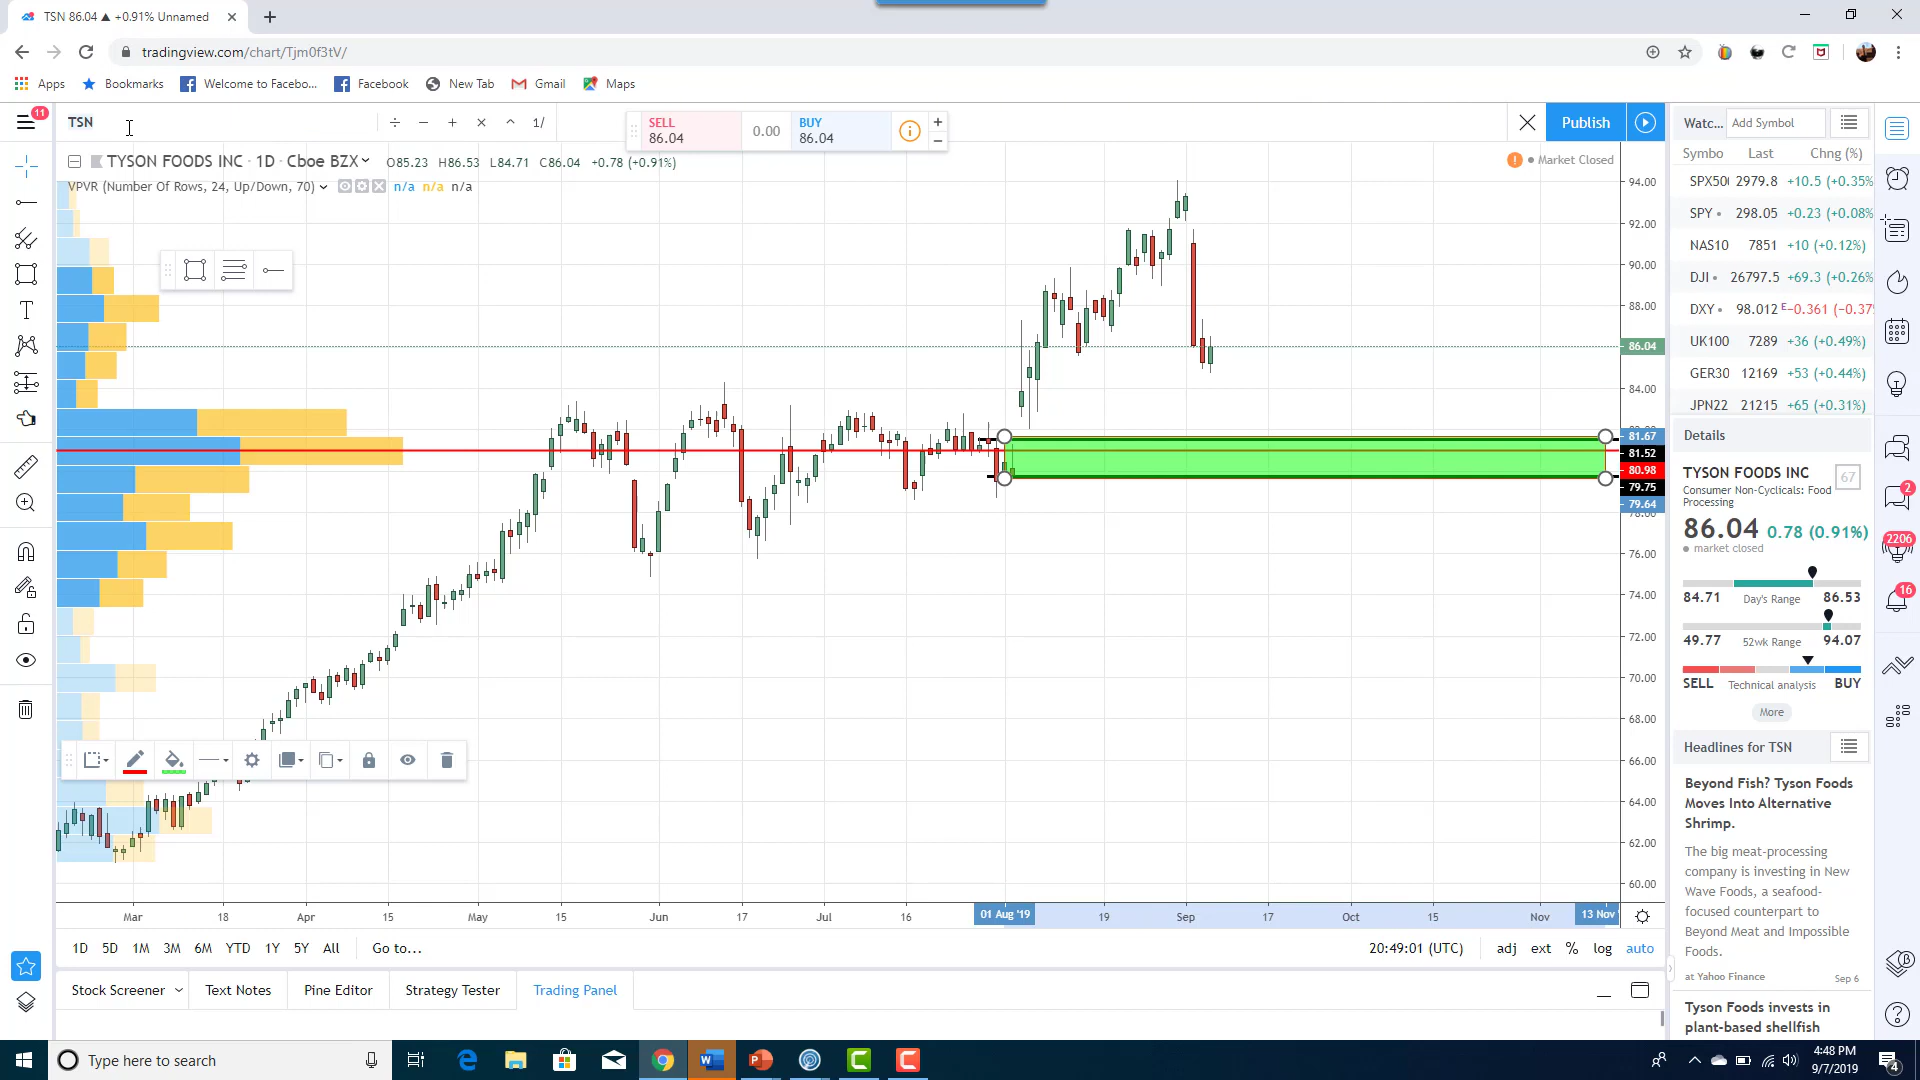 TSN 86.04 ▲ +0.91% Unnamed
tradingview.com/chart/Tjm0f3tV/
Apps Bookmarks Welcome to Facebo... Facebook New Tab Gmail Maps
11
TSN
÷ − + × ^ 1/
SELL
86.04
0.00
BUY
86.04
Publish
TYSON FOODS INC · 1D · Cboe BZX
O85.23 H86.53 L84.71 C86.04 +0.78 (+0.91%)
Market Closed
VPVR (Number Of Rows, 24, Up/Down, 70) n/a n/a n/a
94.00
92.00
90.00
88.00
86.04
84.00
81.67
81.52
80.98
79.75
79.64
78.00
76.00
74.00
72.00
70.00
68.00
66.00
64.00
62.00
60.00
Mar 18 Apr 15 May 15 Jun 17 Jul 16 01 Aug '19 19 Sep 17 Oct 15 Nov 13 Nov
1D 5D 1M 3M 6M YTD 1Y 5Y All Go to...
20:49:01 (UTC) adj ext % log auto
Stock Screener Text Notes Pine Editor Strategy Tester Trading Panel
Watc... Add Symbol
Symbo Last Chng (%)
SPX50 2979.8 +10.5 (+0.35%
SPY 298.05 +0.23 (+0.08%
NAS10 7851 +10 (+0.12%)
DJI 26797.5 +69.3 (+0.26%
DXY 98.012 E −0.361 (−0.37
UK100 7289 +36 (+0.49%)
GER30 12169 +53 (+0.44%)
JPN22 21215 +65 (+0.31%)
Details
TYSON FOODS INC
67
Consumer Non-Cyclicals: Food
Processing
86.04 0.78 (0.91%)
market closed
84.71 Day's Range 86.53
49.77 52wk Range 94.07
SELL Technical analysis BUY
More
Headlines for TSN
Beyond Fish? Tyson Foods
Moves Into Alternative
Shrimp.
The big meat-processing
company is investing in New
Wave Foods, a seafood-
focused counterpart to
Beyond Meat and Impossible
Foods.
at Yahoo Finance Sep 6
Tyson Foods invests in
plant-based shellfish
2
2206
16
Type here to search
4:48 PM
9/7/2019
4